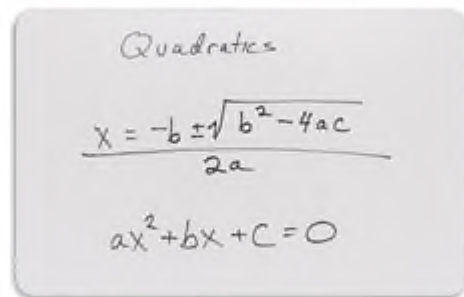 Quadratics
x = -b ±√b² - 4ac
2a
ax² + bx + c = 0